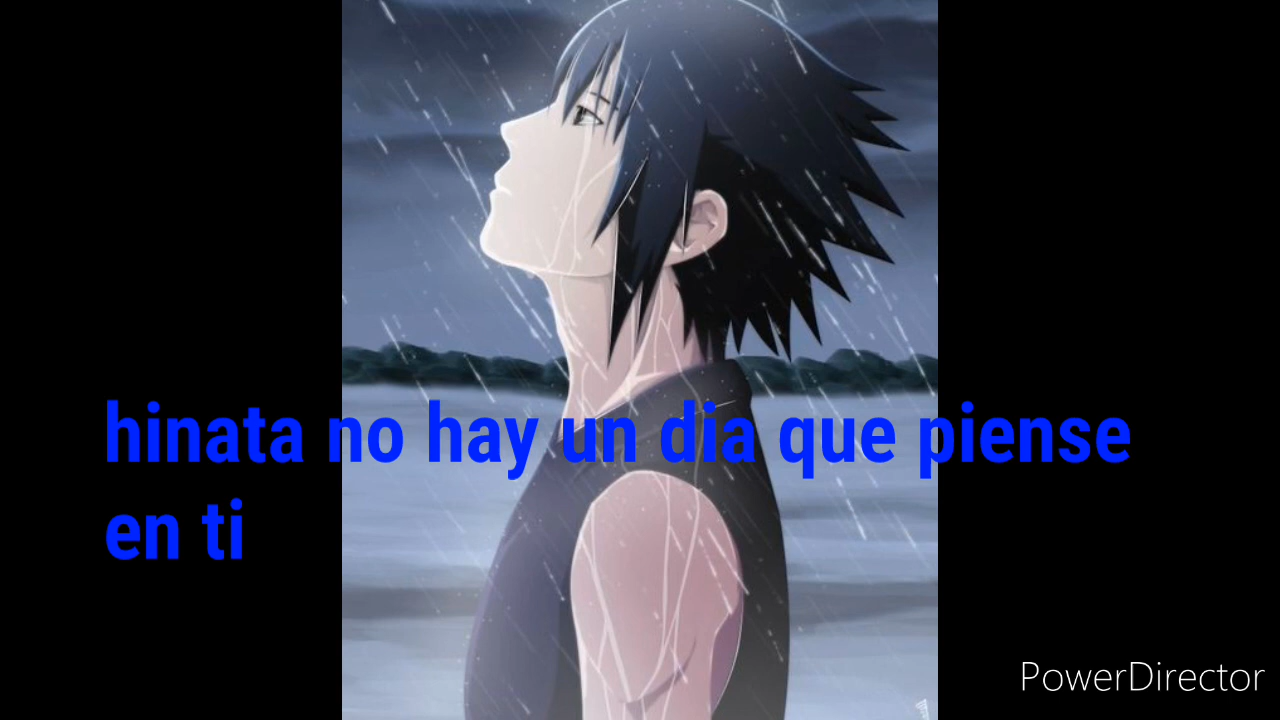 hinata no hay un dia que piense
en ti
PowerDirector